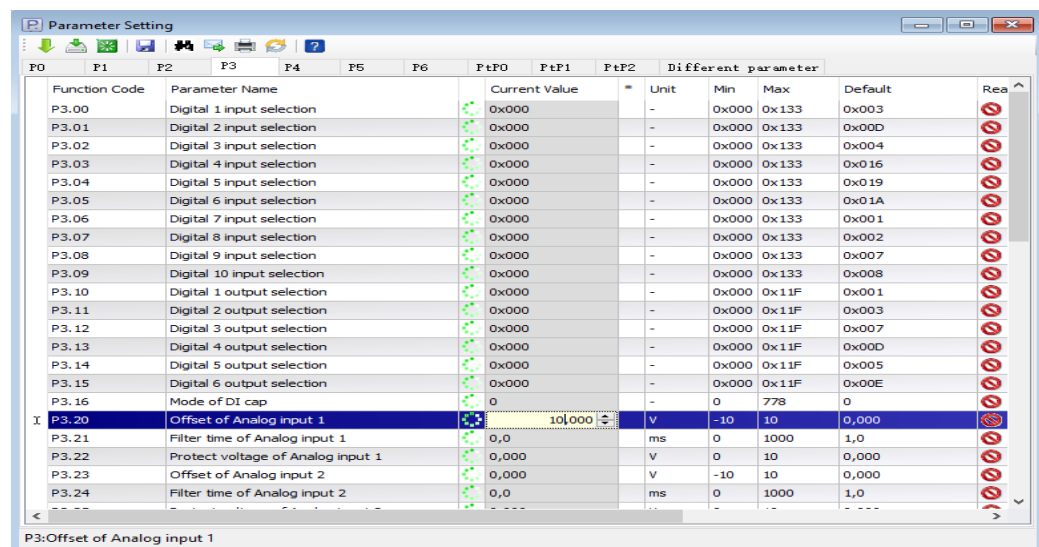 Parameter Setting
P0 P1 P2 P3 P4 P5 P6 PtP0 PtP1 PtP2 Different parameter
Function Code Parameter Name Current Value * Unit Min Max Default Rea
P3.00 Digital 1 input selection 0x000 - 0x000 0x133 0x003
P3.01 Digital 2 input selection 0x000 - 0x000 0x133 0x00D
P3.02 Digital 3 input selection 0x000 - 0x000 0x133 0x004
P3.03 Digital 4 input selection 0x000 - 0x000 0x133 0x016
P3.04 Digital 5 input selection 0x000 - 0x000 0x133 0x019
P3.05 Digital 6 input selection 0x000 - 0x000 0x133 0x01A
P3.06 Digital 7 input selection 0x000 - 0x000 0x133 0x001
P3.07 Digital 8 input selection 0x000 - 0x000 0x133 0x002
P3.08 Digital 9 input selection 0x000 - 0x000 0x133 0x007
P3.09 Digital 10 input selection 0x000 - 0x000 0x133 0x008
P3.10 Digital 1 output selection 0x000 - 0x000 0x11F 0x001
P3.11 Digital 2 output selection 0x000 - 0x000 0x11F 0x003
P3.12 Digital 3 output selection 0x000 - 0x000 0x11F 0x007
P3.13 Digital 4 output selection 0x000 - 0x000 0x11F 0x00D
P3.14 Digital 5 output selection 0x000 - 0x000 0x11F 0x005
P3.15 Digital 6 output selection 0x000 - 0x000 0x11F 0x00E
P3.16 Mode of DI cap 0 - 0 778 0
P3.20 Offset of Analog input 1 10,000 V -10 10 0,000
P3.21 Filter time of Analog input 1 0,0 ms 0 1000 1,0
P3.22 Protect voltage of Analog input 1 0,000 V 0 10 0,000
P3.23 Offset of Analog input 2 0,000 V -10 10 0,000
P3.24 Filter time of Analog input 2 0,0 ms 0 1000 1,0
P3:Offset of Analog input 1